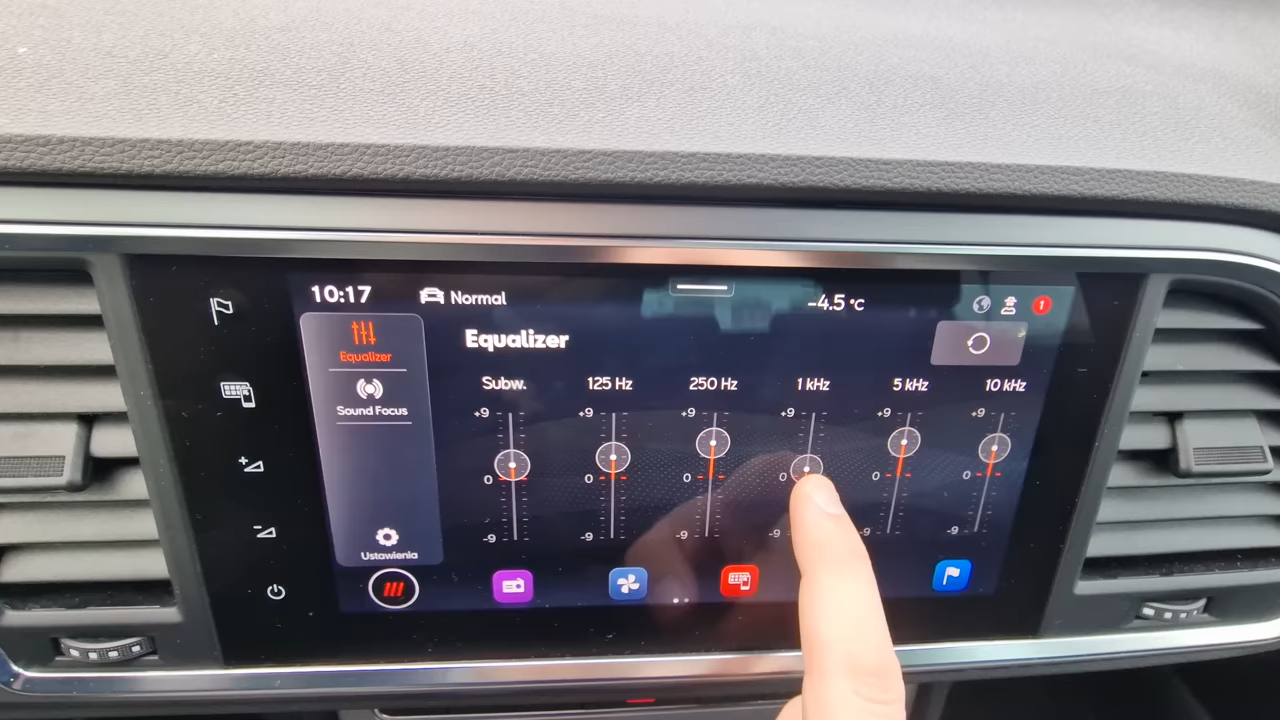 10:17 Normal -4.5 °C 1
Equalizer
Equalizer
Sound Focus
Ustawienia
Subw. 125 Hz 250 Hz 1 kHz 5 kHz 10 kHz
+9 +9 +9 +9 +9 +9
0 0 0 0 0 0
-9 -9 -9 -9 -9 -9